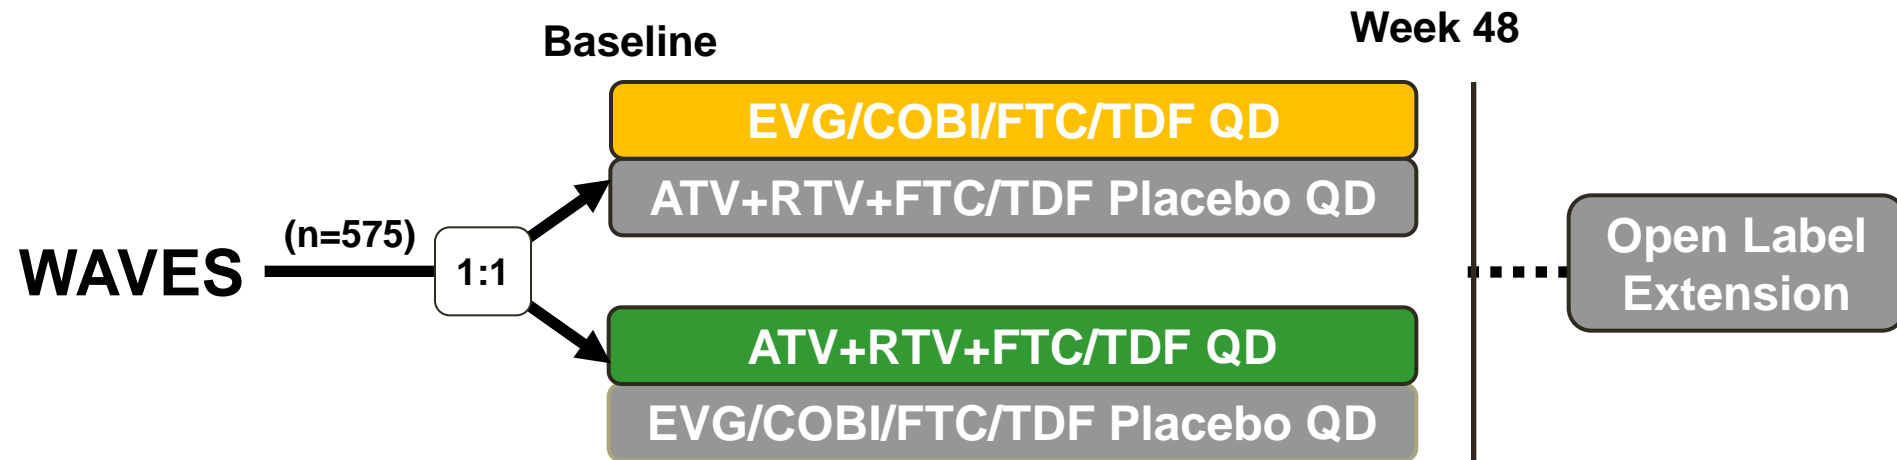 Baseline
Week 48
EVG/COBI/FTC/TDF QD
ATV+RTV+FTC/TDF Placebo QD
WAVES
(n=575)
1:1
ATV+RTV+FTC/TDF QD
EVG/COBI/FTC/TDF Placebo QD
Open Label
Extension